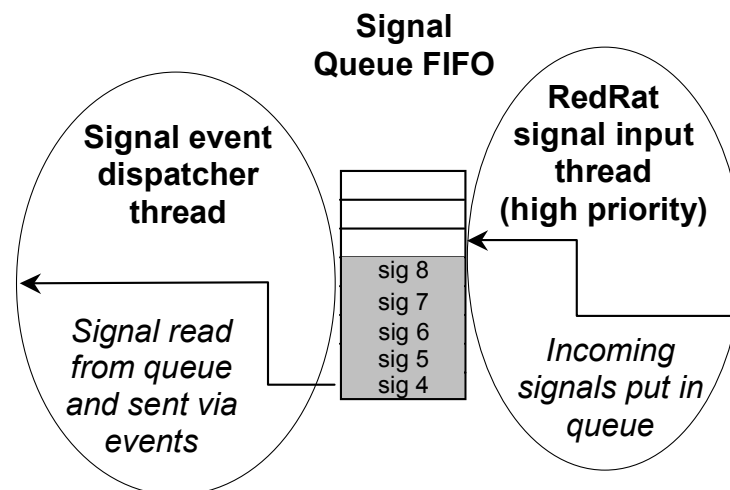 Signal
Queue FIFO
Signal event
dispatcher
thread
RedRat
signal input
thread
(high priority)
sig 8
sig 7
sig 6
sig 5
sig 4
Signal read
from queue
and sent via
events
Incoming
signals put in
queue